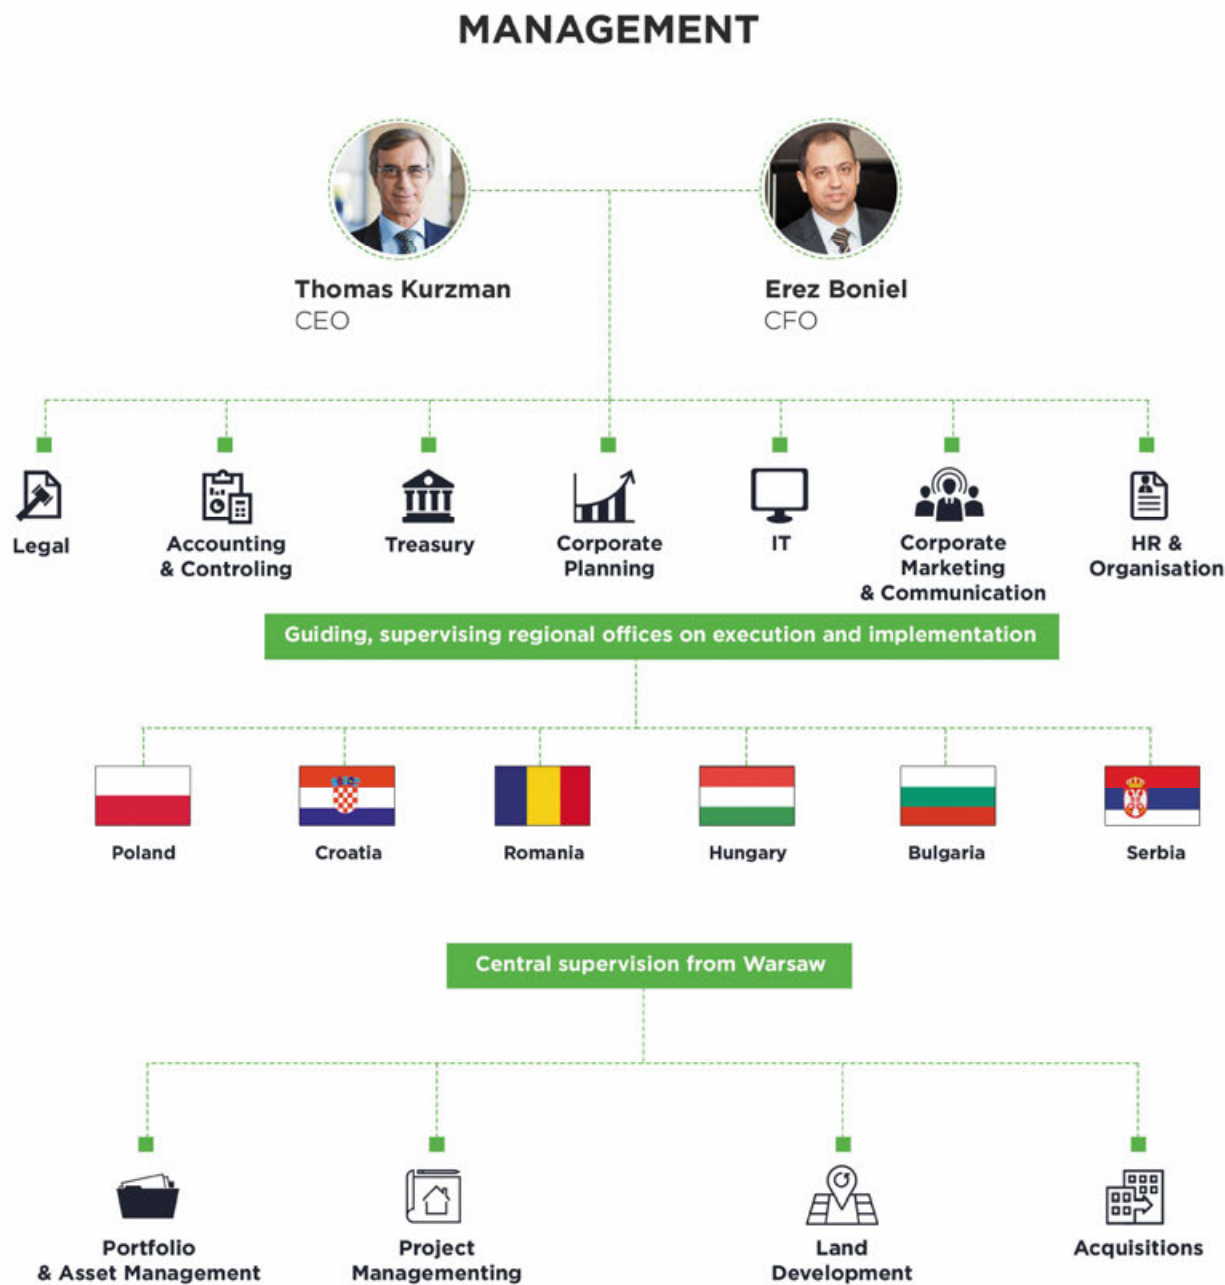 MANAGEMENT
Thomas Kurzman
CEO
Erez Boniel
CFO
Legal
Accounting
& Controling
Treasury
Corporate
Planning
IT
Corporate
Marketing
& Communication
HR &
Organisation
Guiding, supervising regional offices on execution and implementation
Poland
Croatia
Romania
Hungary
Bulgaria
Serbia
Central supervision from Warsaw
Portfolio
& Asset Management
Project
Managementing
Land
Development
Acquisitions